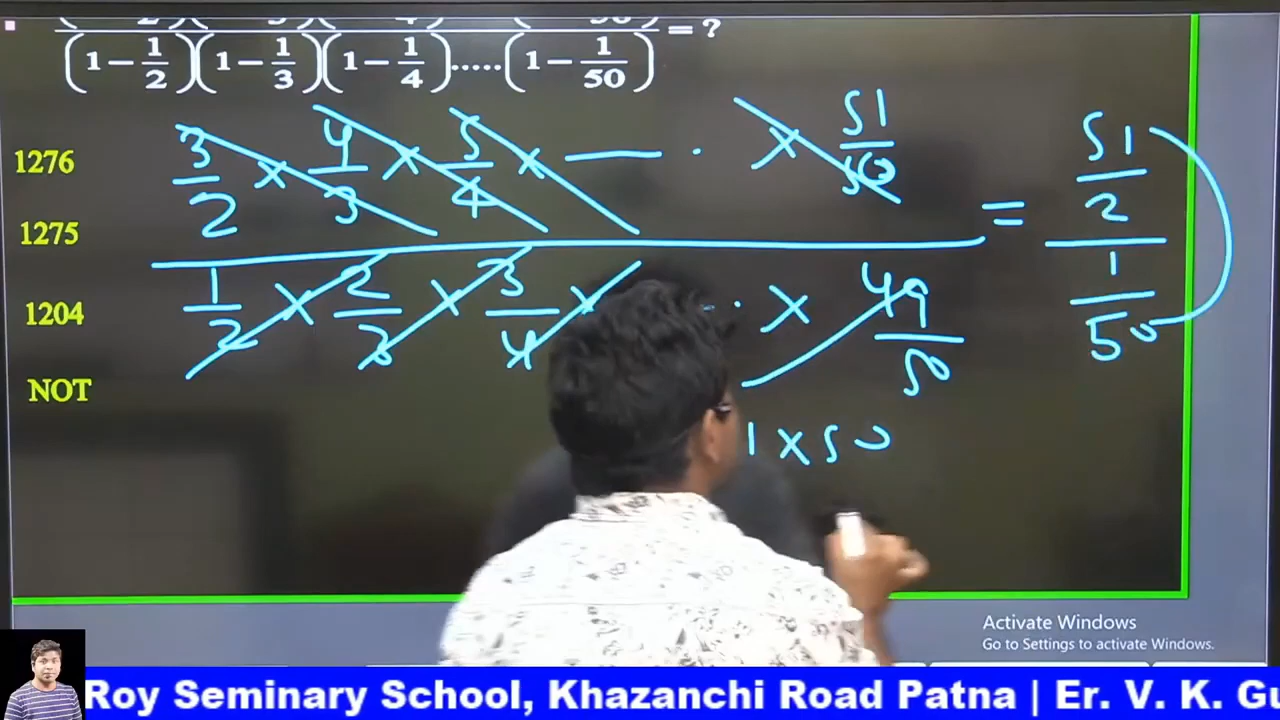 (1 − 1/2)(1 − 1/3)(1 − 1/4).....(1 − 1/50) = ?
1276
1275
1204
NOT
3/2 × 4/3 × 5/4 × — . × 51/50
1/2 × 2/3 × 3/4 × . × 49/50
= 51/2
1/50
1 × 50
Activate Windows
Go to Settings to activate Windows.
Roy Seminary School, Khazanchi Road Patna | Er. V. K.